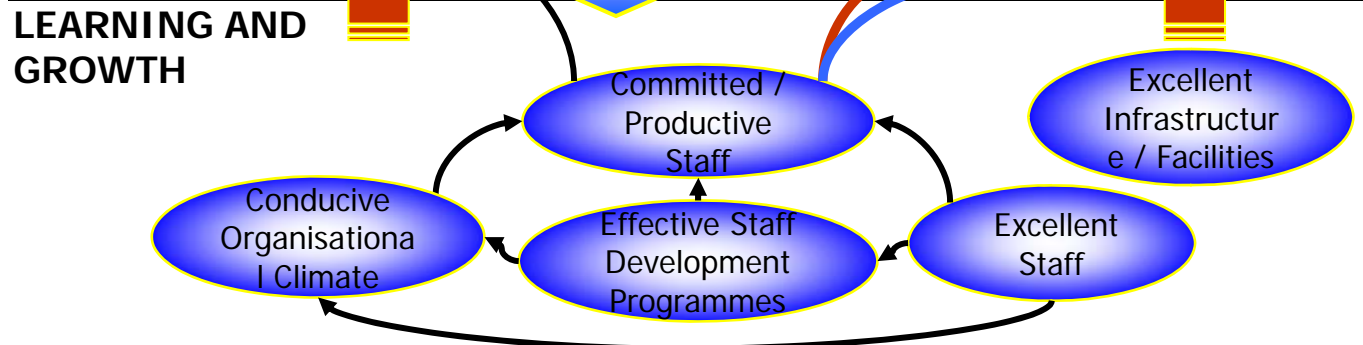 LEARNING AND
GROWTH
Committed /
Productive
Staff
Excellent
Infrastructur
e / Facilities
Conducive
Organisationa
l Climate
Effective Staff
Development
Programmes
Excellent
Staff